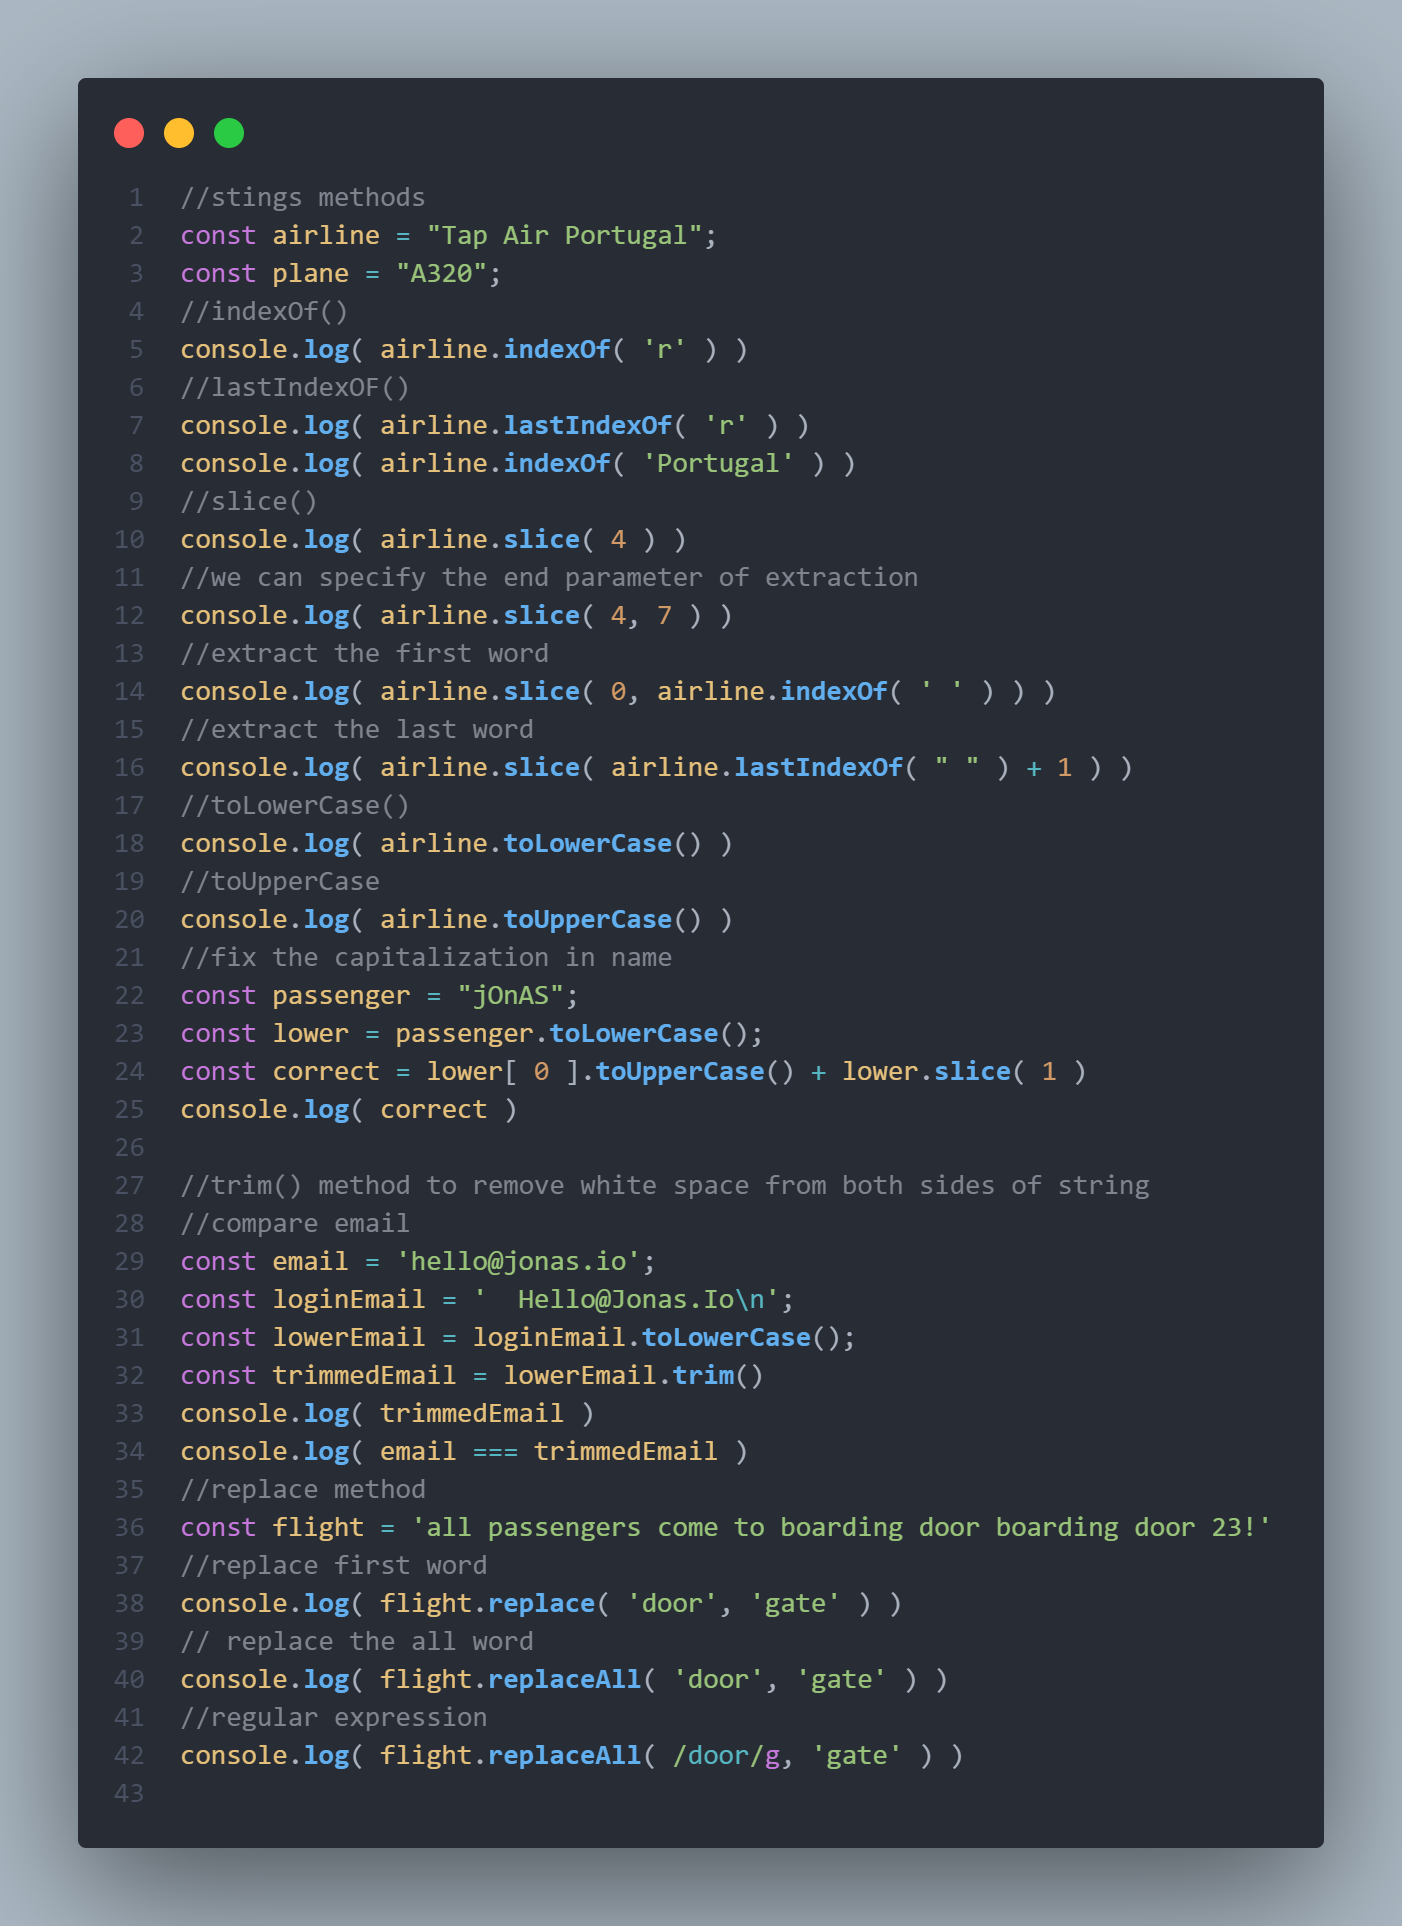 1 //stings methods
2 const airline = "Tap Air Portugal";
3 const plane = "A320";
4 //indexOf()
5 console.log( airline.indexOf( 'r' ) )
6 //lastIndexOF()
7 console.log( airline.lastIndexOf( 'r' ) )
8 console.log( airline.indexOf( 'Portugal' ) )
9 //slice()
10 console.log( airline.slice( 4 ) )
11 //we can specify the end parameter of extraction
12 console.log( airline.slice( 4, 7 ) )
13 //extract the first word
14 console.log( airline.slice( 0, airline.indexOf( ' ' ) ) )
15 //extract the last word
16 console.log( airline.slice( airline.lastIndexOf( " " ) + 1 ) )
17 //toLowerCase()
18 console.log( airline.toLowerCase() )
19 //toUpperCase
20 console.log( airline.toUpperCase() )
21 //fix the capitalization in name
22 const passenger = "jOnAS";
23 const lower = passenger.toLowerCase();
24 const correct = lower[ 0 ].toUpperCase() + lower.slice( 1 )
25 console.log( correct )
26
27 //trim() method to remove white space from both sides of string
28 //compare email
29 const email = 'hello@jonas.io';
30 const loginEmail = '  Hello@Jonas.Io\n';
31 const lowerEmail = loginEmail.toLowerCase();
32 const trimmedEmail = lowerEmail.trim()
33 console.log( trimmedEmail )
34 console.log( email === trimmedEmail )
35 //replace method
36 const flight = 'all passengers come to boarding door boarding door 23!'
37 //replace first word
38 console.log( flight.replace( 'door', 'gate' ) )
39 // replace the all word
40 console.log( flight.replaceAll( 'door', 'gate' ) )
41 //regular expression
42 console.log( flight.replaceAll( /door/g, 'gate' ) )
43